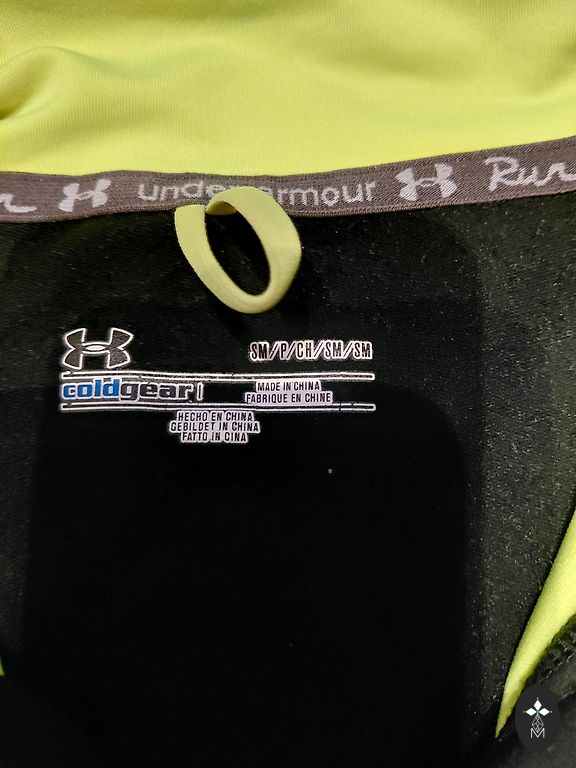 underarmour Run
SM/P/CH/SM/SM
coldgear
MADE IN CHINA
FABRIQUE EN CHINE
HECHO EN CHINA
GEBILDET IN CHINA
FATTO IN CINA
M